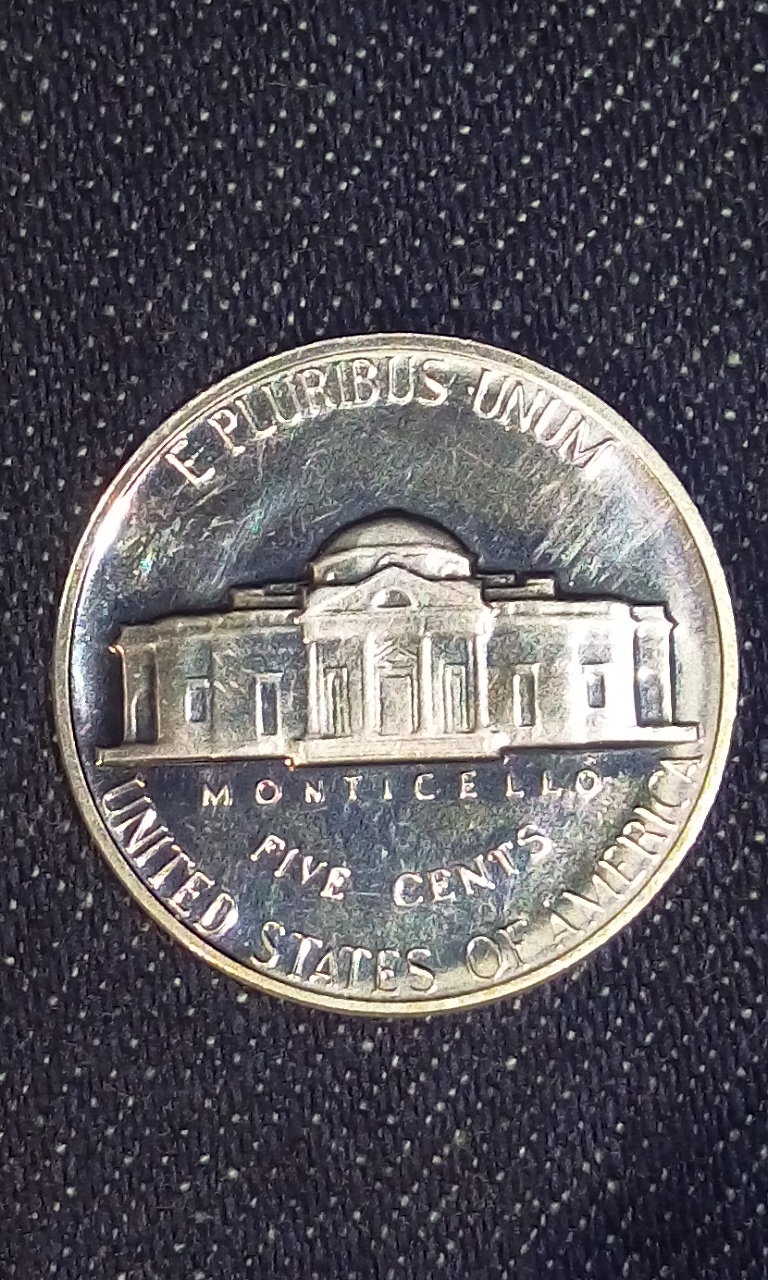 E PLURIBUS · UNUM
MONTICELLO
FIVE CENTS
UNITED STATES OF AMERICA